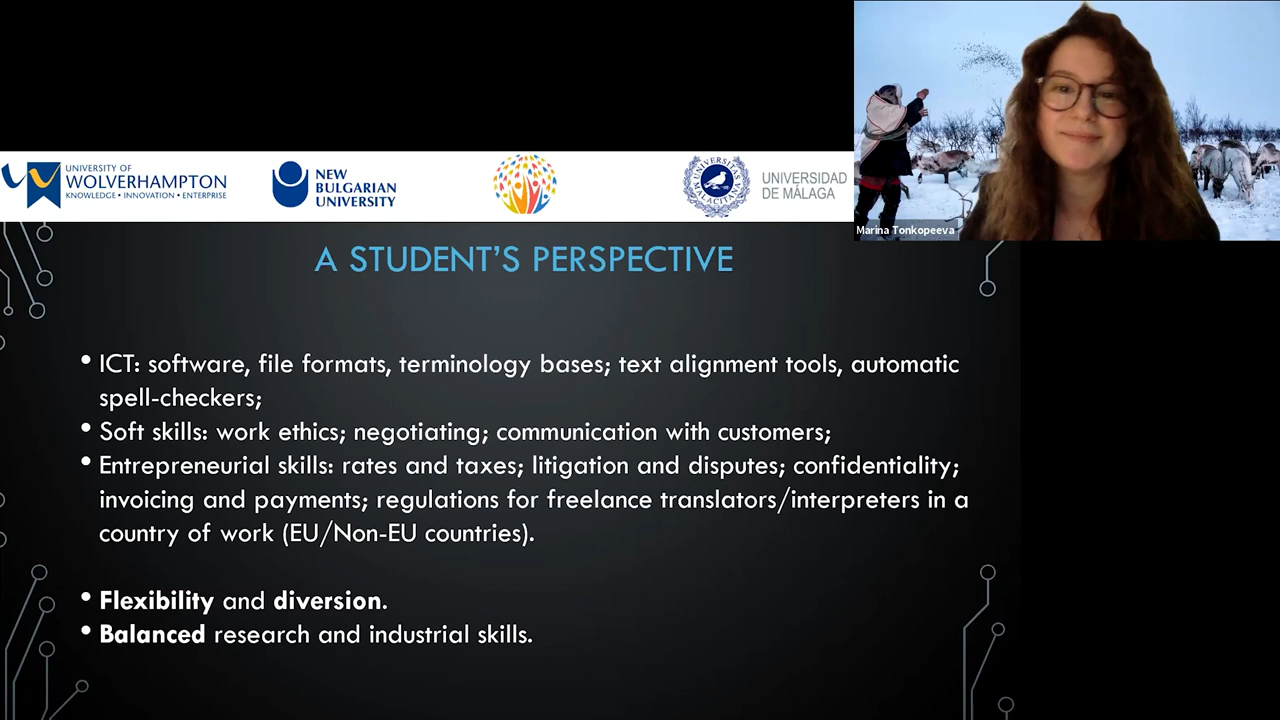 UNIVERSITY OF
WOLVERHAMPTON
KNOWLEDGE • INNOVATION • ENTERPRISE
NEW
BULGARIAN
UNIVERSITY
UNIVERSIDAD
DE MÁLAGA
Marina Tonkopeeva
A STUDENT'S PERSPECTIVE
• ICT: software, file formats, terminology bases; text alignment tools, automatic
spell-checkers;
• Soft skills: work ethics; negotiating; communication with customers;
• Entrepreneurial skills: rates and taxes; litigation and disputes; confidentiality;
invoicing and payments; regulations for freelance translators/interpreters in a
country of work (EU/Non-EU countries).
• Flexibility and diversion.
• Balanced research and industrial skills.